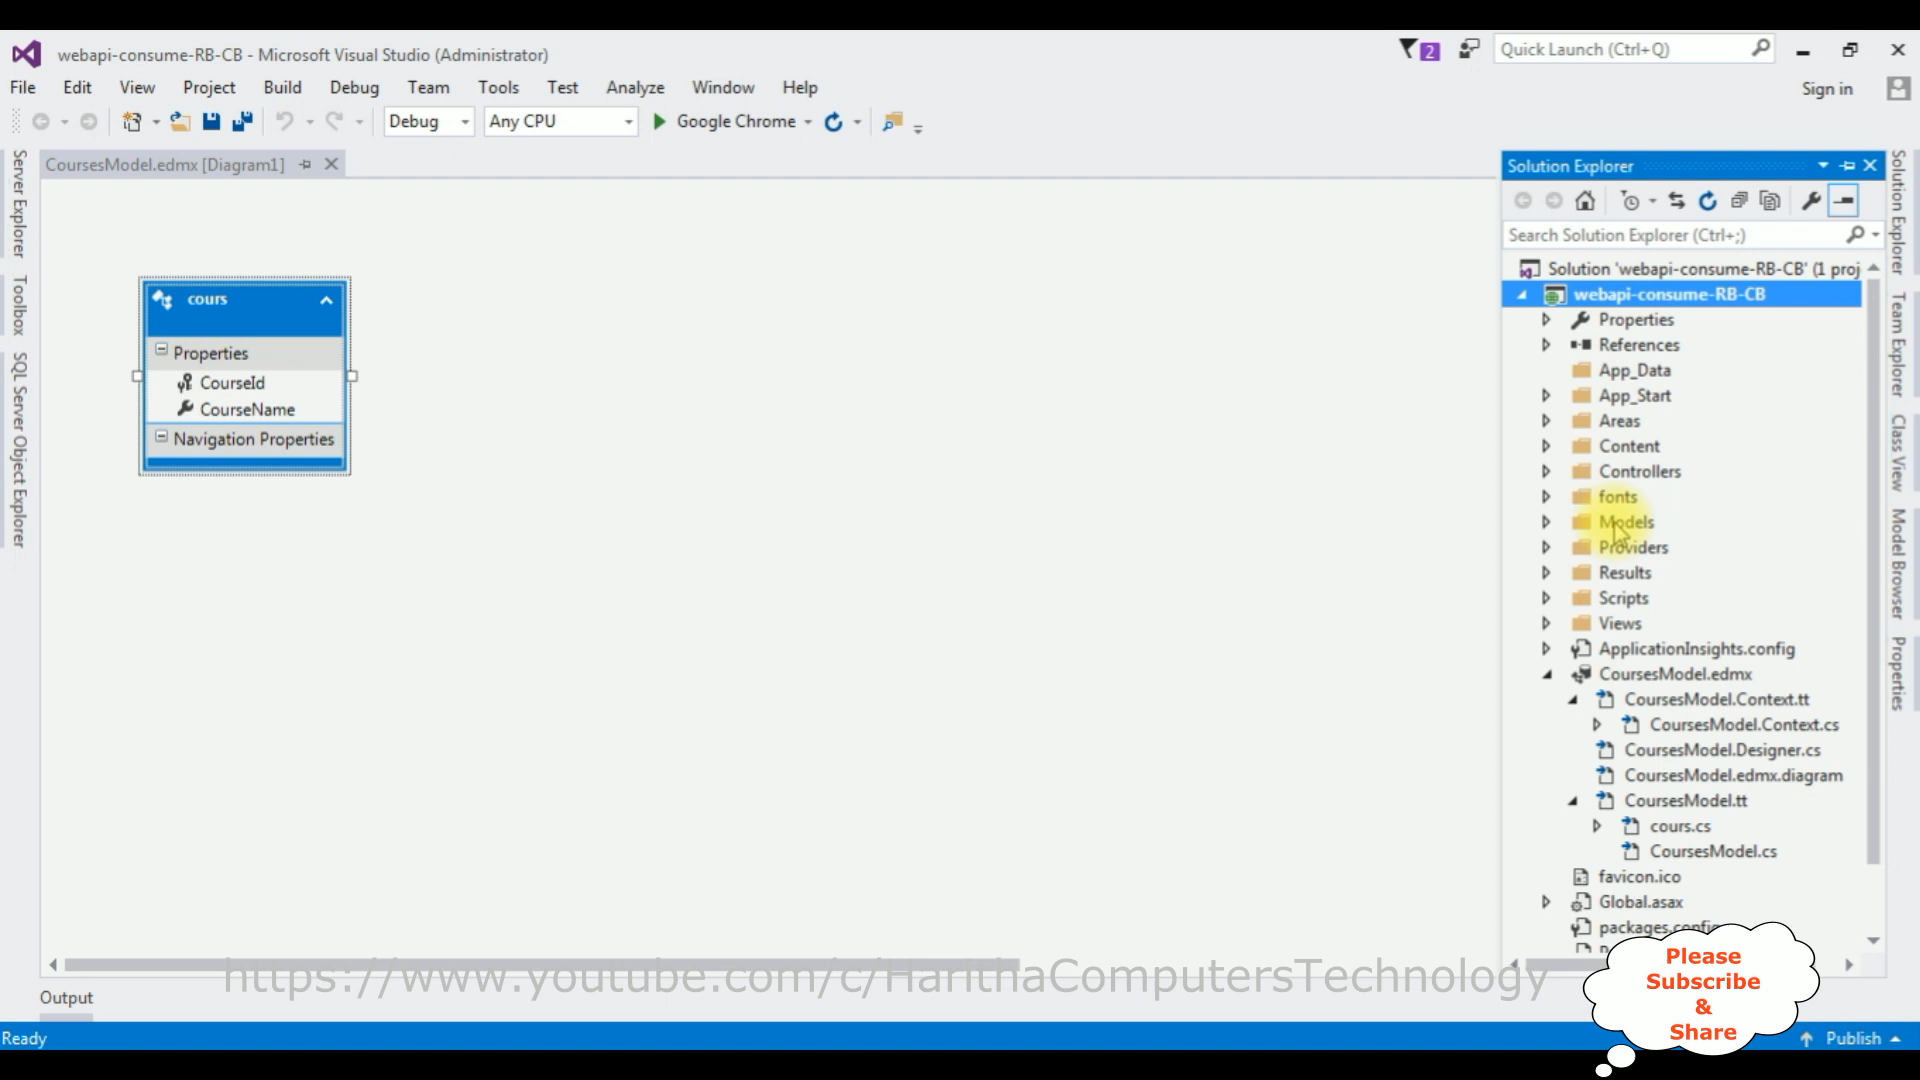 webapi-consume-RB-CB - Microsoft Visual Studio (Administrator)
2
Quick Launch (Ctrl+Q)
File Edit View Project Build Debug Team Tools Test Analyze Window Help
Sign in
Debug
Any CPU
Google Chrome
Server Explorer
Toolbox
SQL Server Object Explorer
CoursesModel.edmx [Diagram1]
cours
Properties
CourseId
CourseName
Navigation Properties
Solution Explorer
Search Solution Explorer (Ctrl+;)
Solution 'webapi-consume-RB-CB' (1 proj
webapi-consume-RB-CB
Properties
References
App_Data
App_Start
Areas
Content
Controllers
fonts
Models
Providers
Results
Scripts
Views
ApplicationInsights.config
CoursesModel.edmx
CoursesModel.Context.tt
CoursesModel.Context.cs
CoursesModel.Designer.cs
CoursesModel.edmx.diagram
CoursesModel.tt
cours.cs
CoursesModel.cs
favicon.ico
Global.asax
packages.config
Solution Explorer
Team Explorer
Class View
Model Browser
Properties
https://www.youtube.com/c/HarithaComputersTechnology
Please
Subscribe
&
Share
Output
Ready
Publish